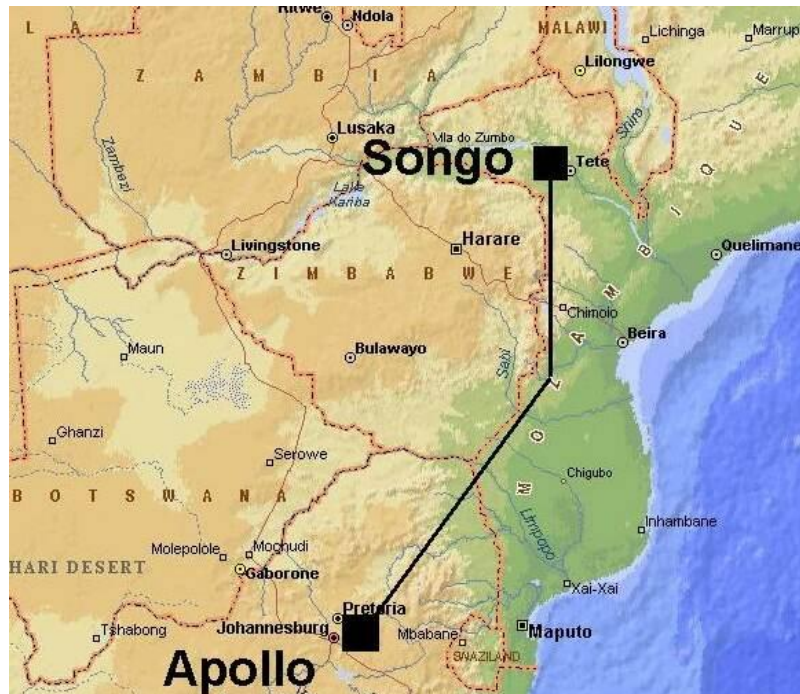 Kitwe
Ndola
L A
MALAWI
Lichinga
Marrup
Z A M B I A
Lilongwe
Zambezi
Lusaka
Vila do Zumbo
Shire
Songo
Tete
Lake
Kariba
Livingstone
Harare
Quelimane
Z I M B A B W E
M O Z A M B I Q U E
Chimoio
Maun
Bulawayo
Sabi
Beira
Ghanzi
Serowe
Chigubo
B O T S W A N A
Limpopo
Inhambane
Molepolole
Mochudi
HARI DESERT
Gaborone
Xai-Xai
Pretoria
Tshabong
Johannesburg
Mbabane
Maputo
SWAZILAND
Apollo